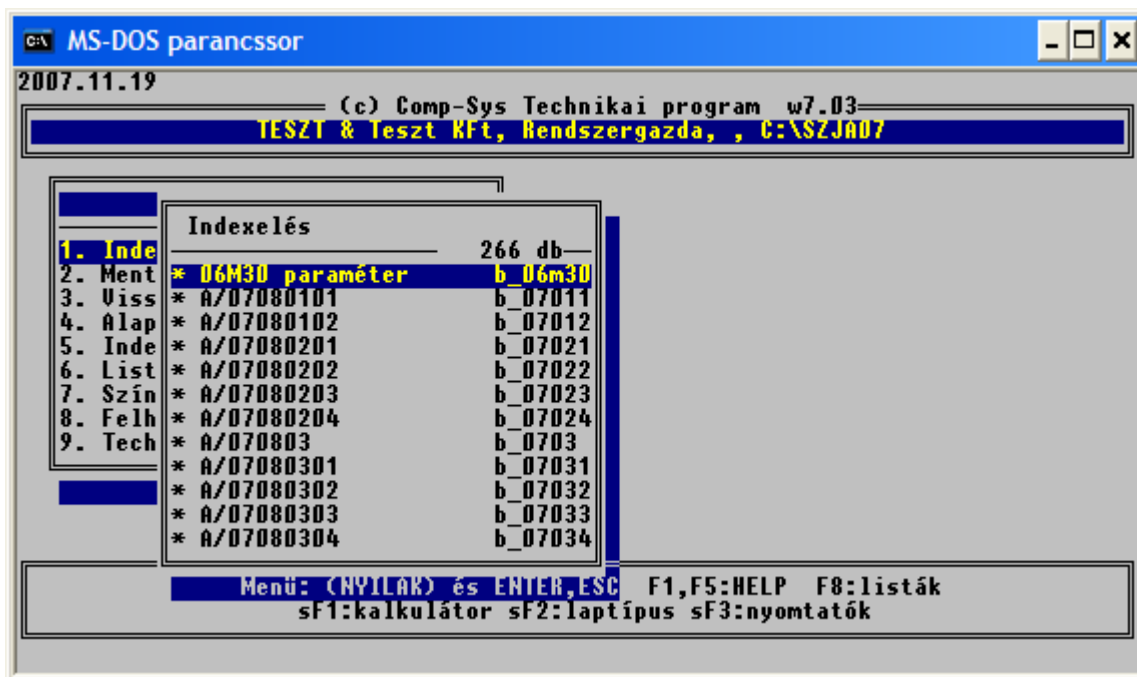 MS-DOS parancssor
2007.11.19
(c) Comp-Sys Technikai program w7.03
TESZT & Teszt KFt, Rendszergazda, , C:\SZJA07
Indexelés
266 db
1. Inde
2. Ment
3. Viss
4. Alap
5. Inde
6. List
7. Szín
8. Felh
9. Tech
* 06M30 paraméter b_06m30
* A/07080101 b_07011
* A/07080102 b_07012
* A/07080201 b_07021
* A/07080202 b_07022
* A/07080203 b_07023
* A/07080204 b_07024
* A/070803 b_0703
* A/07080301 b_07031
* A/07080302 b_07032
* A/07080303 b_07033
* A/07080304 b_07034
Menü: (NYILAK) és ENTER,ESC F1,F5:HELP F8:listák
sF1:kalkulátor sF2:laptípus sF3:nyomtatók